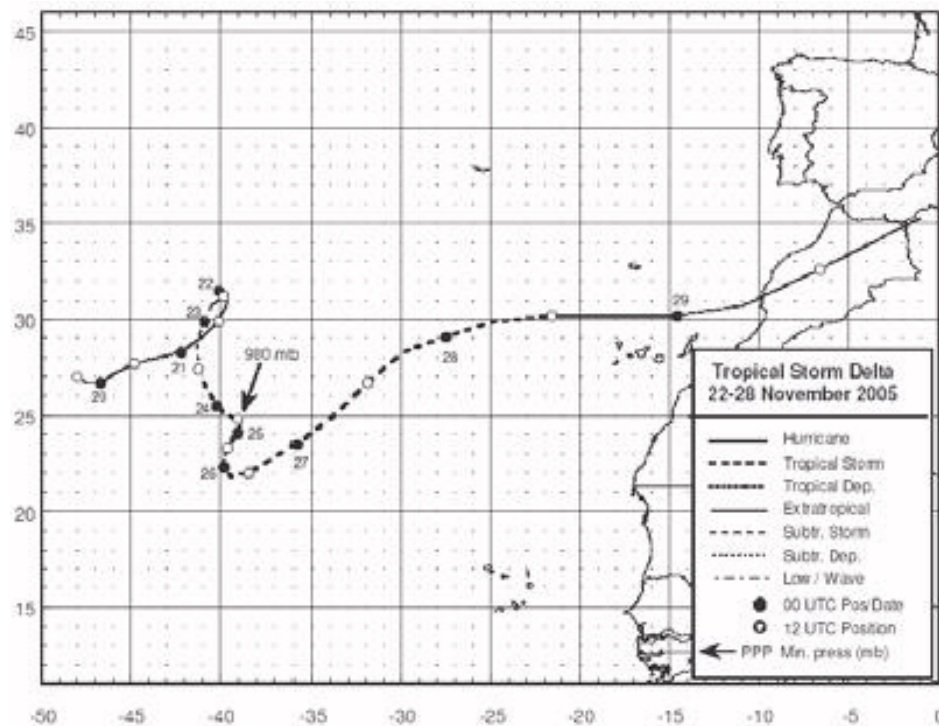 45
40
35
30
25
20
15
-50 -45 -40 -35 -30 -25 -20 -15 -10 -5 0
22
23
21
20
24
980 mb
25
26
27
28
29
Tropical Storm Delta
22-28 November 2005
Hurricane
Tropical Storm
Tropical Dep.
Extratropical
Subtr. Storm
Subtr. Dep.
Low / Wave
00 UTC Pos/Date
12 UTC Position
PPP Min. press (mb)